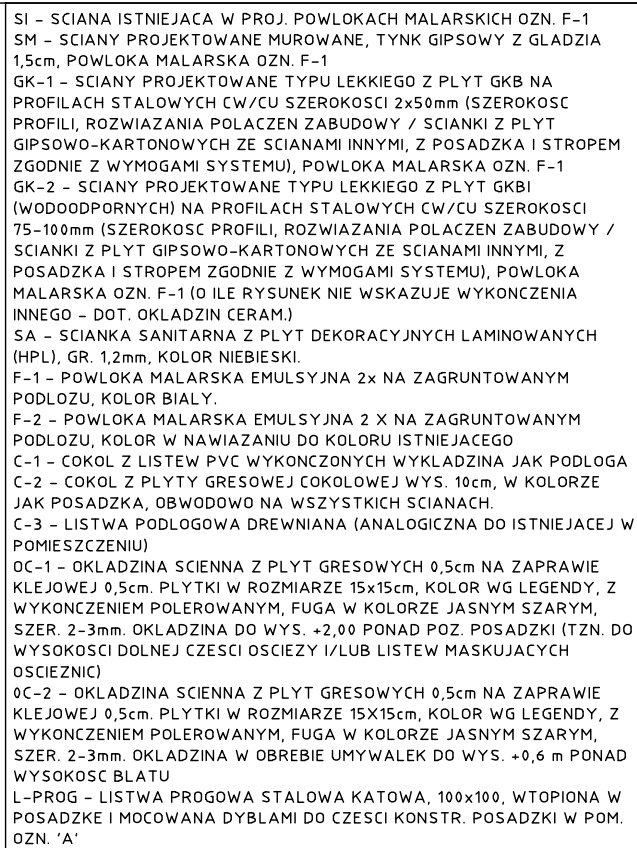 SI – SCIANA ISTNIEJACA W PROJ. POWLOKACH MALARSKICH OZN. F-1
SM – SCIANY PROJEKTOWANE MUROWANE, TYNK GIPSOWY Z GLADZIA
1,5cm, POWLOKA MALARSKA OZN. F-1
GK-1 – SCIANY PROJEKTOWANE TYPU LEKKIEGO Z PLYT GKB NA
PROFILACH STALOWYCH CW/CU SZEROKOSCI 2x50mm (SZEROKOSC
PROFILI, ROZWIAZANIA POLACZEN ZABUDOWY / SCIANKI Z PLYT
GIPSOWO-KARTONOWYCH ZE SCIANAMI INNYMI, Z POSADZKA I STROPEM
ZGODNIE Z WYMOGAMI SYSTEMU), POWLOKA MALARSKA OZN. F-1
GK-2 – SCIANY PROJEKTOWANE TYPU LEKKIEGO Z PLYT GKBI
(WODOODPORNYCH) NA PROFILACH STALOWYCH CW/CU SZEROKOSCI
75-100mm (SZEROKOSC PROFILI, ROZWIAZANIA POLACZEN ZABUDOWY /
SCIANKI Z PLYT GIPSOWO-KARTONOWYCH ZE SCIANAMI INNYMI, Z
POSADZKA I STROPEM ZGODNIE Z WYMOGAMI SYSTEMU), POWLOKA
MALARSKA OZN. F-1 (O ILE RYSUNEK NIE WSKAZUJE WYKONCZENIA
INNEGO – DOT. OKLADZIN CERAM.)
SA – SCIANKA SANITARNA Z PLYT DEKORACYJNYCH LAMINOWANYCH
(HPL), GR. 1,2mm, KOLOR NIEBIESKI.
F-1 – POWLOKA MALARSKA EMULSYJNA 2x NA ZAGRUNTOWANYM
PODLOZU, KOLOR BIALY.
F-2 – POWLOKA MALARSKA EMULSYJNA 2 X NA ZAGRUNTOWANYM
PODLOZU, KOLOR W NAWIAZANIU DO KOLORU ISTNIEJACEGO
C-1 – COKOL Z LISTEW PVC WYKONCZONYCH WYKLADZINA JAK PODLOGA
C-2 – COKOL Z PLYTY GRESOWEJ COKOLOWEJ WYS. 10cm, W KOLORZE
JAK POSADZKA, OBWODOWO NA WSZYSTKICH SCIANACH.
C-3 – LISTWA PODLOGOWA DREWNIANA (ANALOGICZNA DO ISTNIEJACEJ W
POMIESZCZENIU)
OC-1 – OKLADZINA SCIENNA Z PLYT GRESOWYCH 0,5cm NA ZAPRAWIE
KLEJOWEJ 0,5cm. PLYTKI W ROZMIARZE 15x15cm, KOLOR WG LEGENDY, Z
WYKONCZENIEM POLEROWANYM, FUGA W KOLORZE JASNYM SZARYM,
SZER. 2-3mm. OKLADZINA DO WYS. +2,00 PONAD POZ. POSADZKI (TZN. DO
WYSOKOSCI DOLNEJ CZESCI OSCIEZY I/LUB LISTEW MASKUJACYCH
OSCIEZNIC)
0C-2 – OKLADZINA SCIENNA Z PLYT GRESOWYCH 0,5cm NA ZAPRAWIE
KLEJOWEJ 0,5cm. PLYTKI W ROZMIARZE 15X15cm, KOLOR WG LEGENDY, Z
WYKONCZENIEM POLEROWANYM, FUGA W KOLORZE JASNYM SZARYM,
SZER. 2-3mm. OKLADZINA W OBREBIE UMYWALEK DO WYS. +0,6 m PONAD
WYSOKOSC BLATU
L-PROG – LISTWA PROGOWA STALOWA KATOWA, 100x100, WTOPIONA W
POSADZKE I MOCOWANA DYBLAMI DO CZESCI KONSTR. POSADZKI W POM.
OZN. 'A'